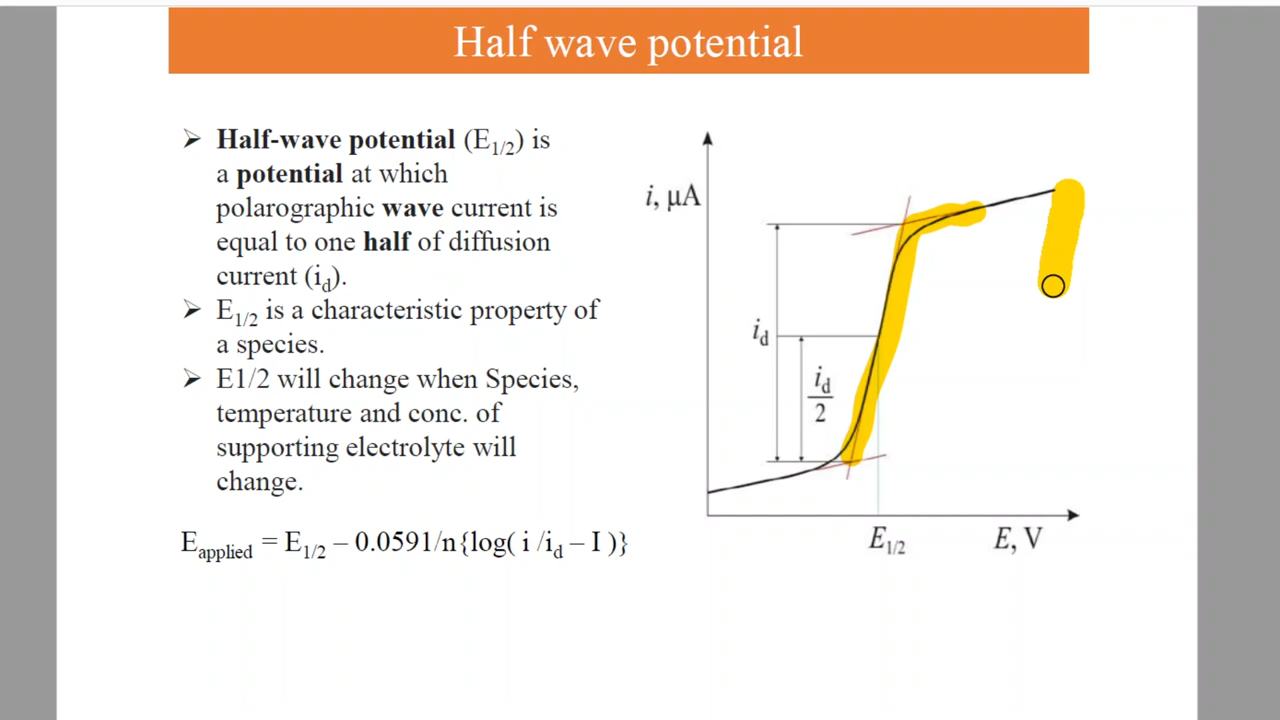 Half wave potential
➢ Half-wave potential (E1/2) is
a potential at which
polarographic wave current is
equal to one half of diffusion
current (id).
➢ E1/2 is a characteristic property of
a species.
➢ E1/2 will change when Species,
temperature and conc. of
supporting electrolyte will
change.
Eapplied = E1/2 – 0.0591/n{log( i /id – I )}
i, µA
id
id
2
E1/2
E, V